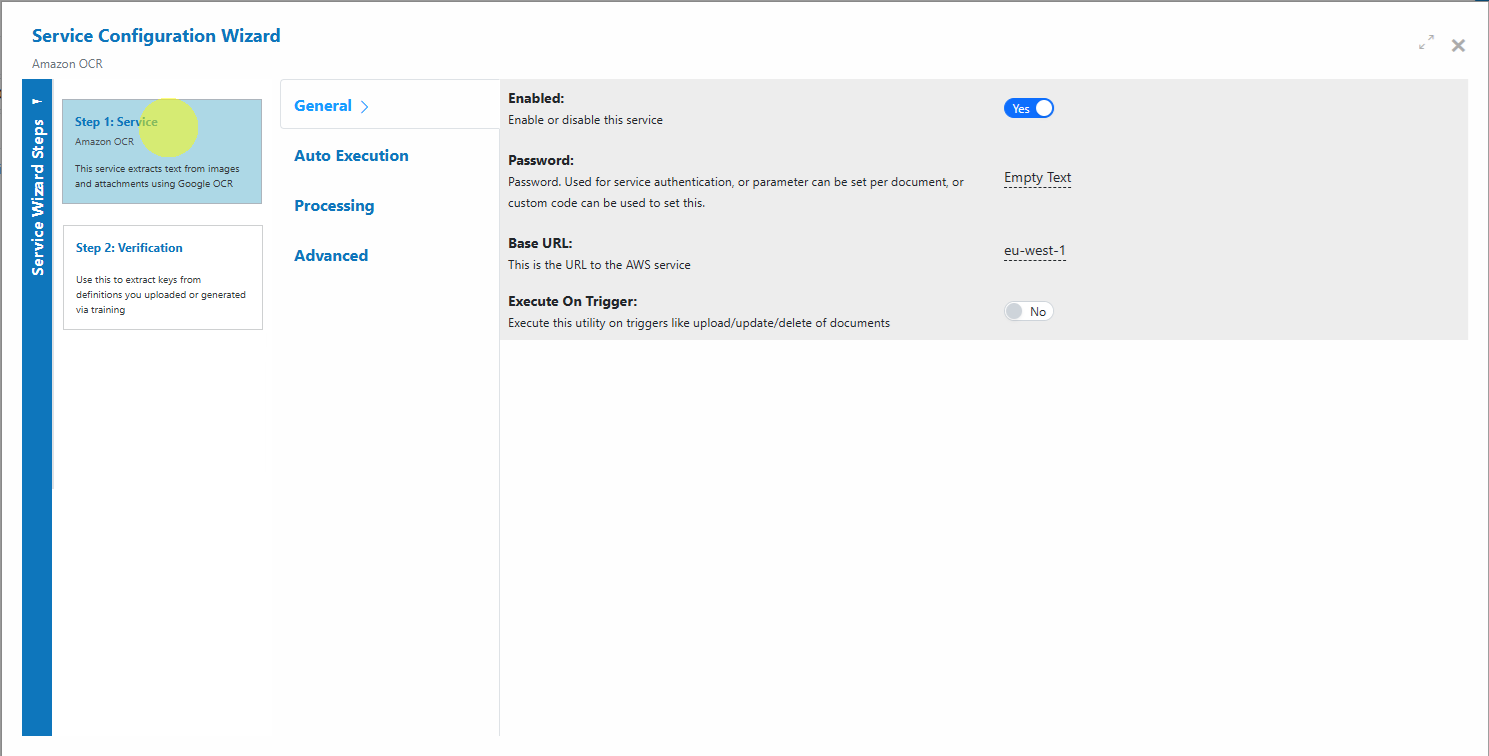 Service Configuration Wizard
Amazon OCR
Service Wizard Steps
Step 1: Service
Amazon OCR
This service extracts text from images
and attachments using Google OCR
Step 2: Verification
Use this to extract keys from
definitions you uploaded or generated
via training
General
Auto Execution
Processing
Advanced
Enabled:
Enable or disable this service
Yes
Password:
Password. Used for service authentication, or parameter can be set per document, or
custom code can be used to set this.
Empty Text
Base URL:
This is the URL to the AWS service
eu-west-1
Execute On Trigger:
Execute this utility on triggers like upload/update/delete of documents
No